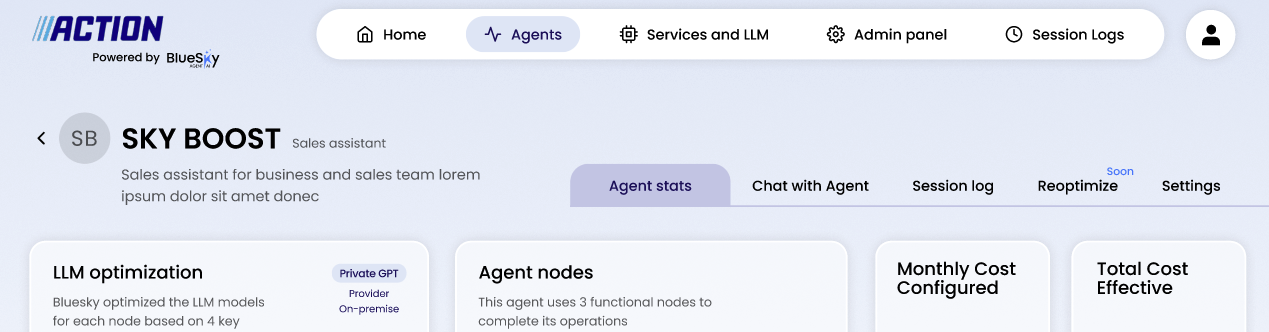 ACTION
Powered by BlueSky
AGENT AI
Home
Agents
Services and LLM
Admin panel
Session Logs
SB
SKY BOOST
Sales assistant
Sales assistant for business and sales team lorem
ipsum dolor sit amet donec
Agent stats
Chat with Agent
Session log
Reoptimize
Soon
Settings
LLM optimization
Private GPT
Provider
On-premise
Bluesky optimized the LLM models
for each node based on 4 key
Agent nodes
This agent uses 3 functional nodes to
complete its operations
Monthly Cost
Configured
Total Cost
Effective